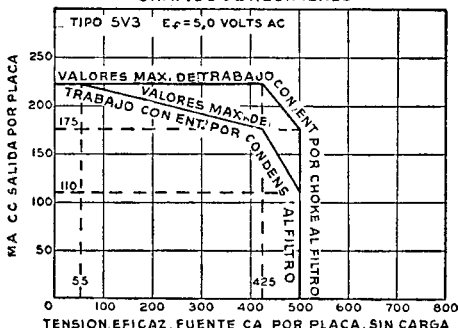 TIPO 5V3 Ef=5,0 VOLTS AC
VALORES MAX. DE TRABAJO CON ENT POR CHOKE AL FILTRO
VALORES MAX. DE
TRABAJO CON ENT. POR CONDENS AL FILTRO
MA CC SALIDA POR PLACA
250
200
175
150
110
100
50
55
425
0 100 200 300 400 500 600 700 800
TENSION, EFICAZ, FUENTE CA POR PLACA, SIN CARGA